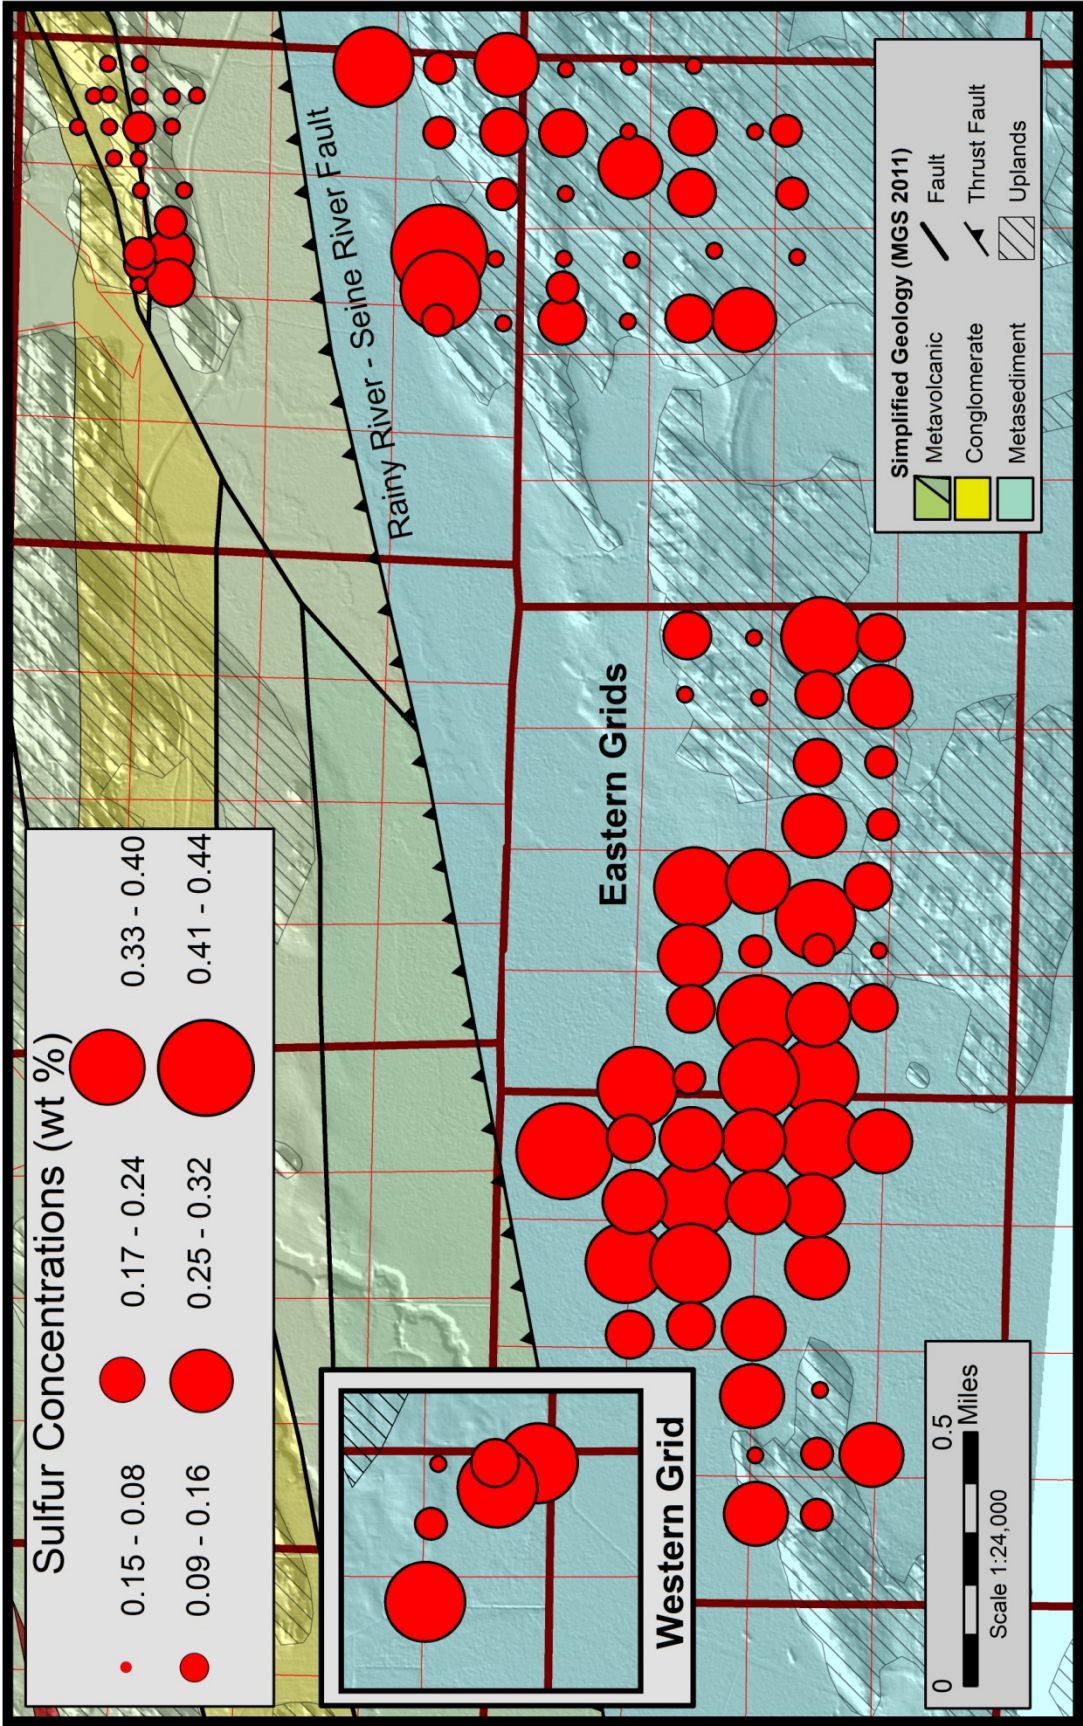 Sulfur Concentrations (wt %)
0.15 - 0.08
0.17 - 0.24
0.33 - 0.40
0.09 - 0.16
0.25 - 0.32
0.41 - 0.44
Rainy River - Seine River Fault
Eastern Grids
Western Grid
0
0.5
Miles
Scale 1:24,000
Simplified Geology (MGS 2011)
Metavolcanic
Fault
Conglomerate
Thrust Fault
Metasediment
Uplands